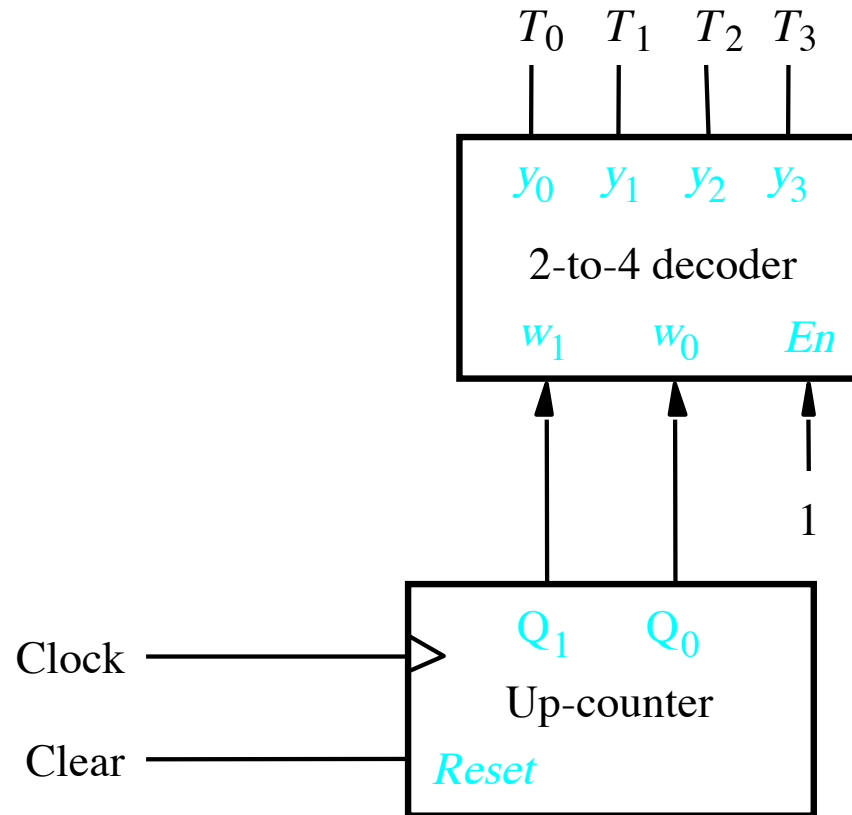 T0 T1 T2 T3
y0 y1 y2 y3
2-to-4 decoder
w1 w0 En
1
Q1 Q0
Clock
Up-counter
Clear
Reset